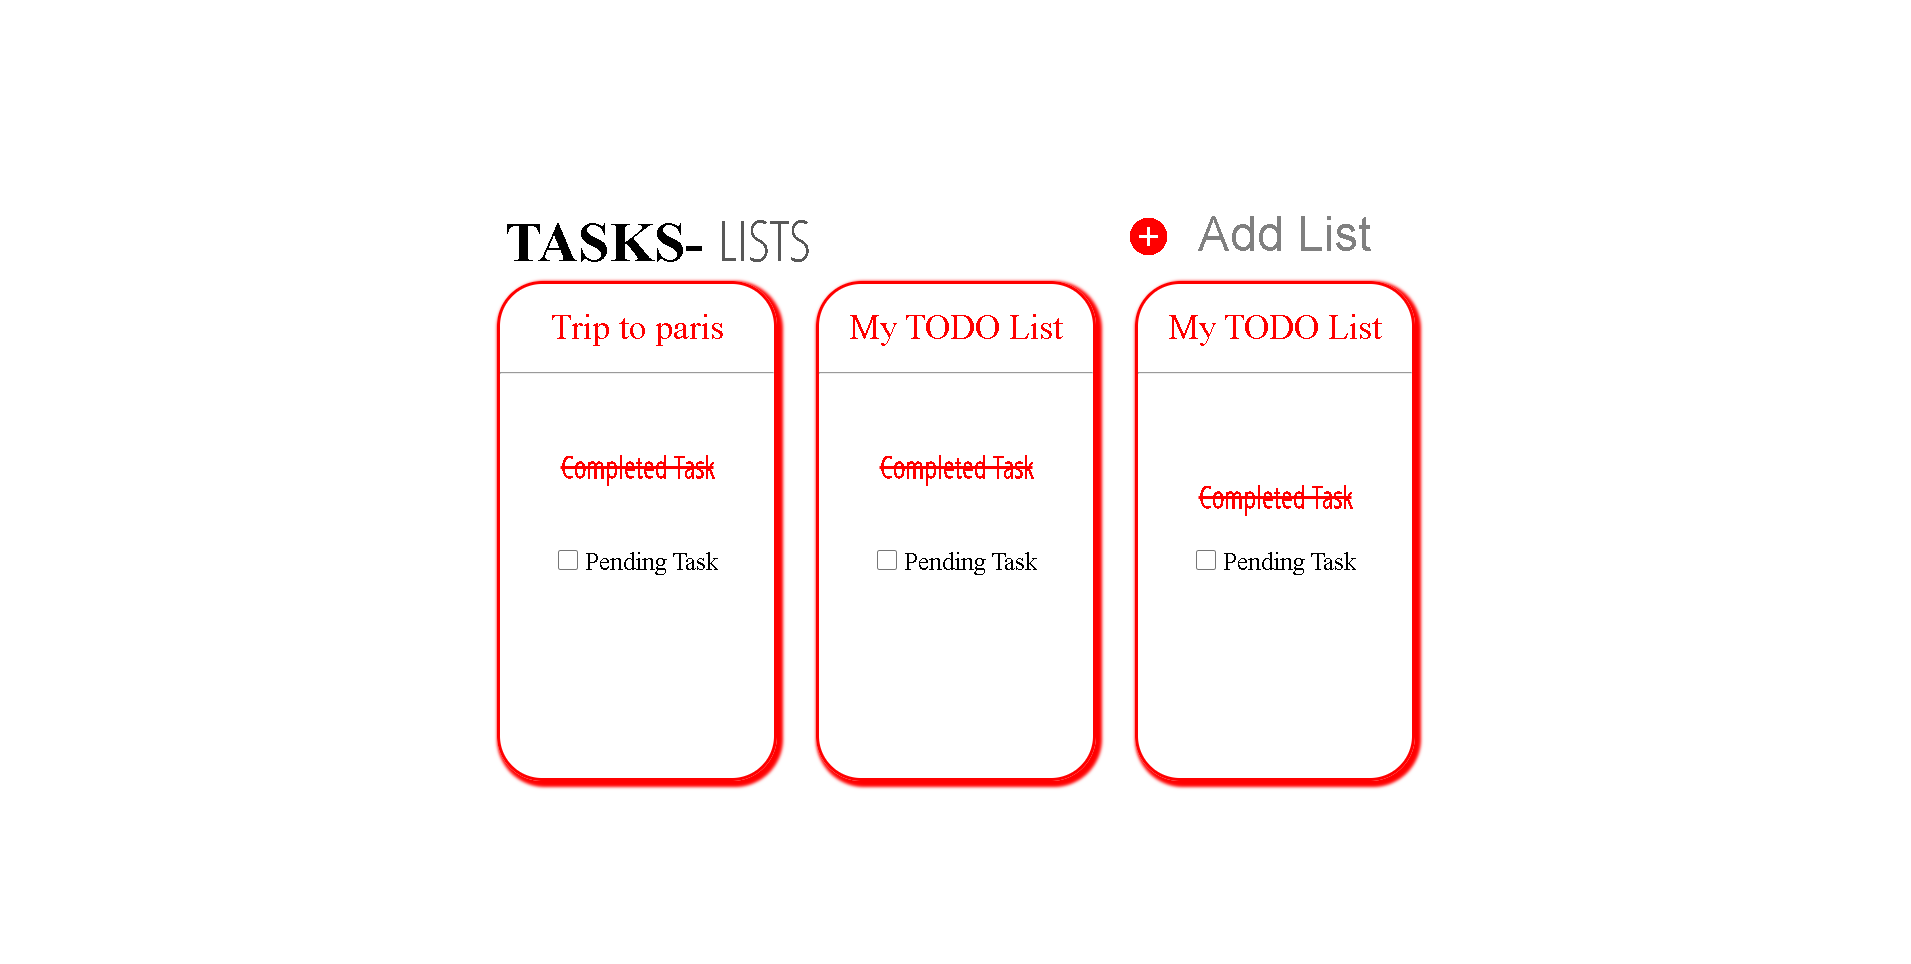 TASKS- LISTS
+ Add List
Trip to paris
Completed Task
Pending Task
My TODO List
Completed Task
Pending Task
My TODO List
Completed Task
Pending Task